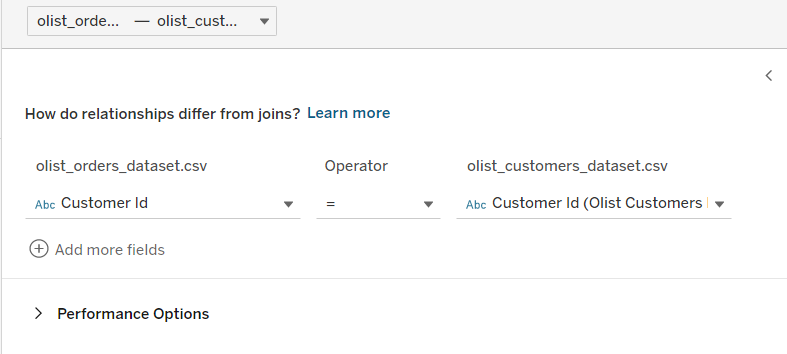 olist_orde... — olist_cust...
How do relationships differ from joins? Learn more
olist_orders_dataset.csv Operator olist_customers_dataset.csv
Abc Customer Id = Abc Customer Id (Olist Customers
Add more fields
Performance Options